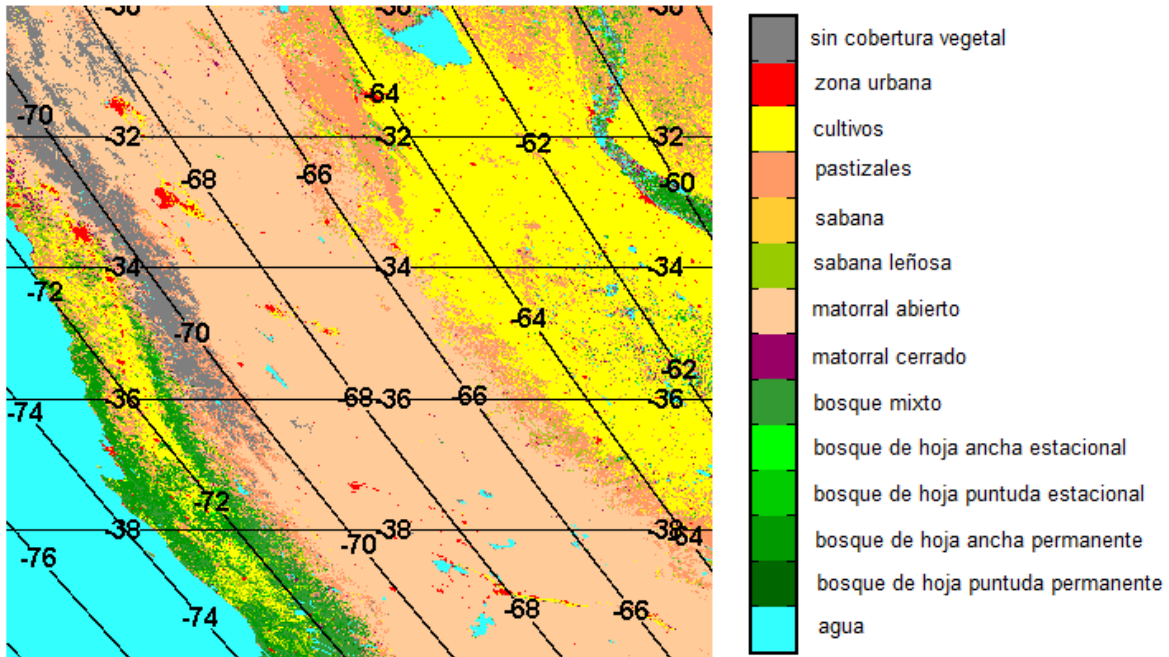 -30 -30 -30
-70 -64
-32 -32 -62 -32
-68 -66 -60
-34 -34 -34
-72 -70 -64
-62
-74 -36 -68 -36 -66 -36
-72
-76 -38 -70 -38 -38 -64
-74 -68 -66
sin cobertura vegetal
zona urbana
cultivos
pastizales
sabana
sabana leñosa
matorral abierto
matorral cerrado
bosque mixto
bosque de hoja ancha estacional
bosque de hoja puntuda estacional
bosque de hoja ancha permanente
bosque de hoja puntuda permanente
agua